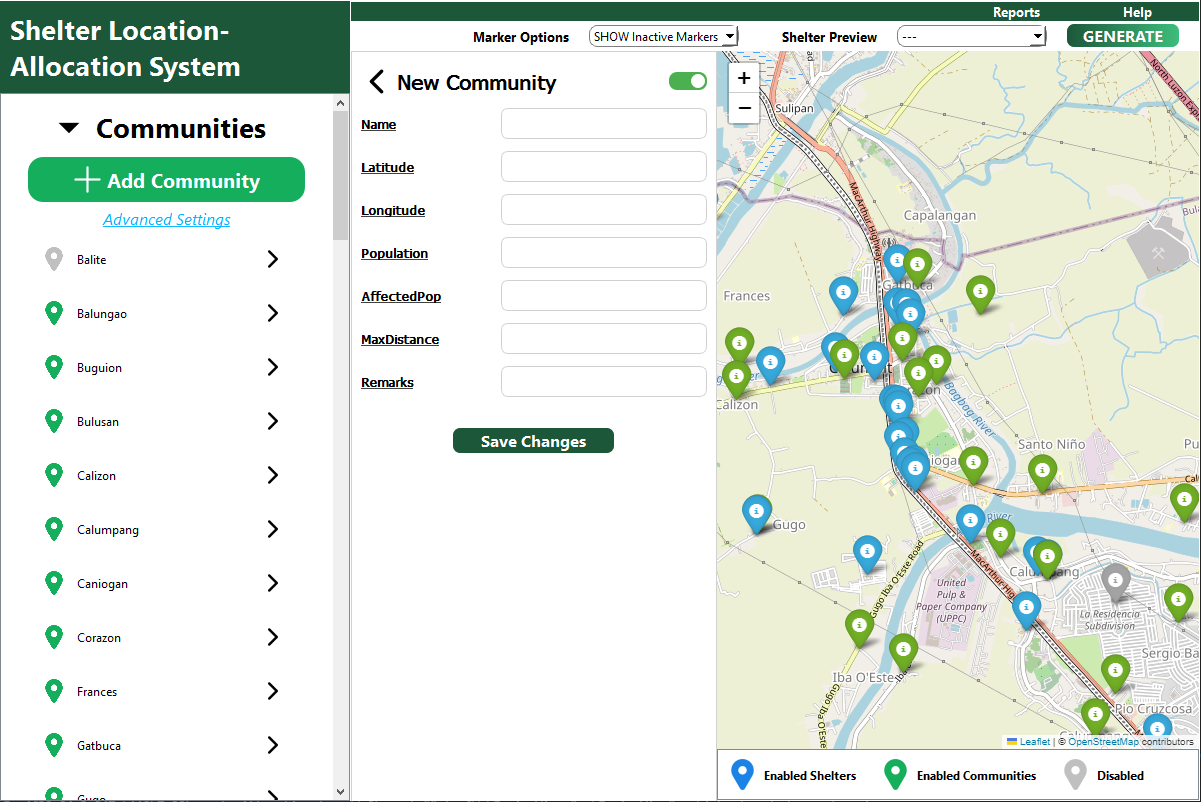 Shelter Location-
Allocation System
Reports
Help
Marker Options
SHOW Inactive Markers
Shelter Preview
---
GENERATE
Communities
Add Community
Advanced Settings
Balite
Balungao
Buguion
Bulusan
Calizon
Calumpang
Caniogan
Corazon
Frances
Gatbuca
Gugo
New Community
Name
Latitude
Longitude
Population
AffectedPop
MaxDistance
Remarks
Save Changes
+
−
Sulipan
North Luzon Exp
MacArthur Highway
Capalangan
Bul
Frances
Gatbuca
Calizon
Bagbag River
Santo Niño
Pu
Cal
Gugo
River
Gugo Iba O'Este Road
MacArthur Hig
United
Pulp &
Paper Company
(UPPC)
La Residencia
Subdivision
Sergio Ba
Iba O'Este
Iba
Gugo Iba O'Este
Pio Cruzcosa
Leaflet | © OpenStreetMap contributors
Enabled Shelters
Enabled Communities
Disabled